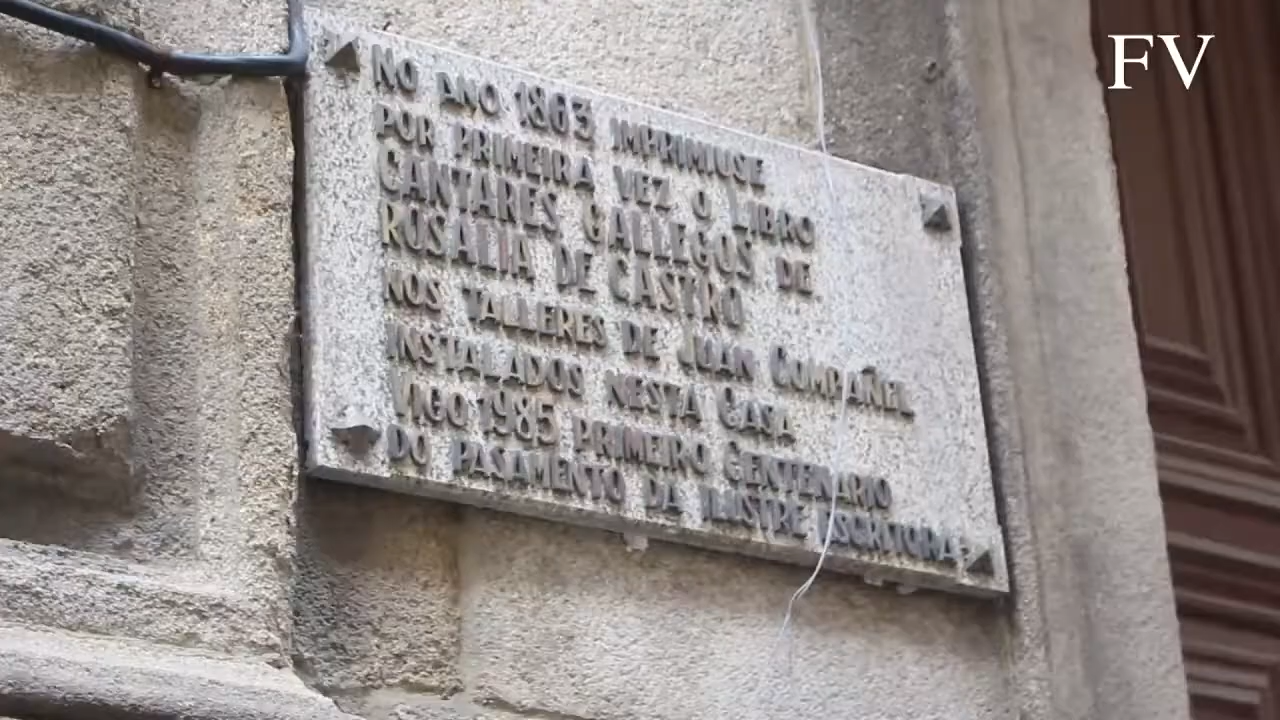 NO ANO 1863 IMPRIMIUSE
POR PRIMEIRA VEZ O LIBRO
CANTARES GALLEGOS DE
ROSALIA DE CASTRO
NOS TALLERES DE JUAN COMPAÑEL
INSTALADOS NESTA CASA
VIGO 1985 PRIMEIRO CENTENARIO
DO PASAMENTO DA ILUSTRE ESCRITORA
FV